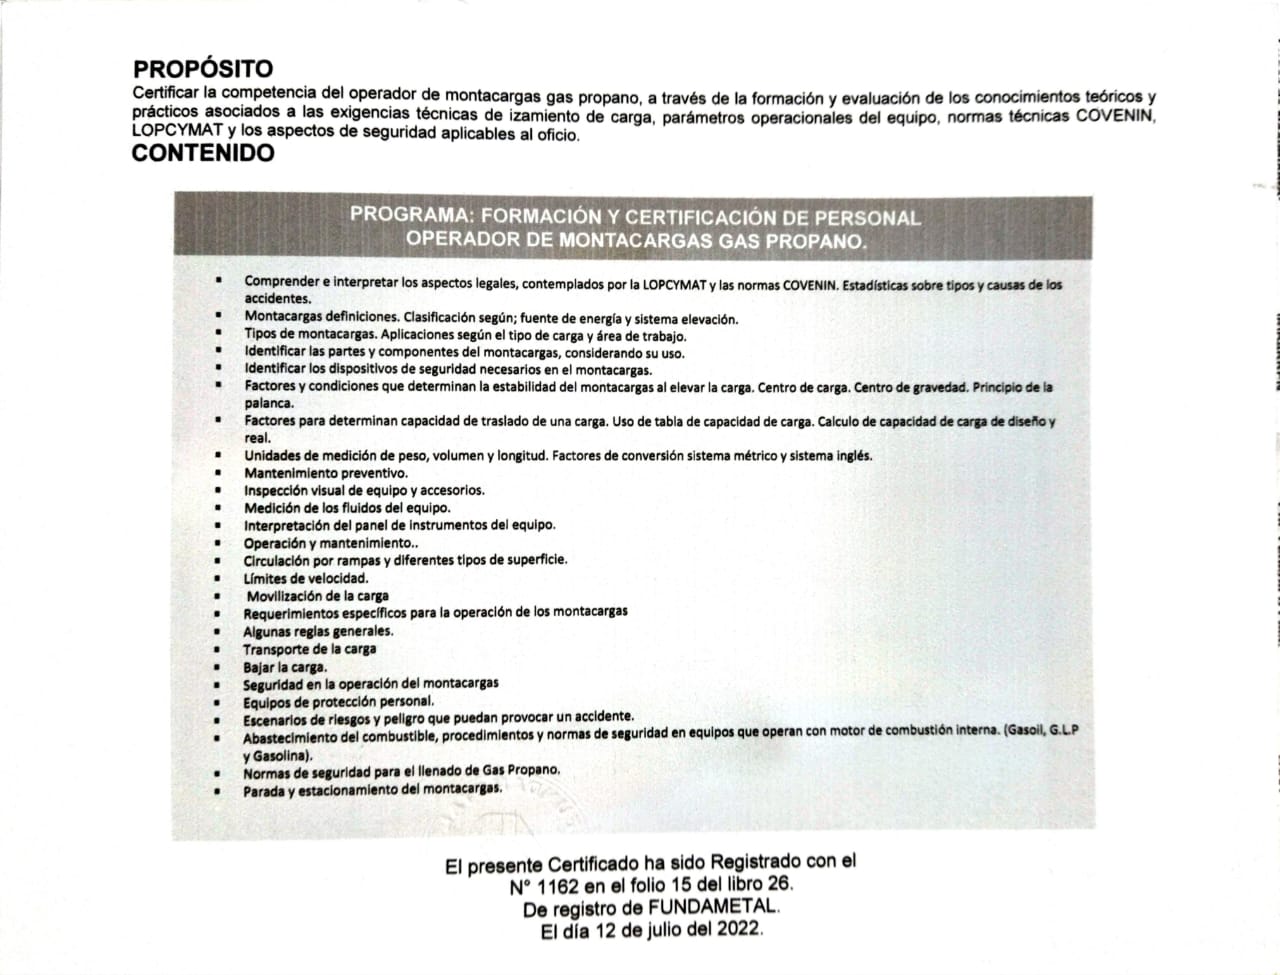 PROPÓSITO
Certificar la competencia del operador de montacargas gas propano, a través de la formación y evaluación de los conocimientos teóricos y
prácticos asociados a las exigencias técnicas de izamiento de carga, parámetros operacionales del equipo, normas técnicas COVENIN,
LOPCYMAT y los aspectos de seguridad aplicables al oficio.
CONTENIDO
PROGRAMA: FORMACIÓN Y CERTIFICACIÓN DE PERSONAL
OPERADOR DE MONTACARGAS GAS PROPANO.
▪ Comprender e interpretar los aspectos legales, contemplados por la LOPCYMAT y las normas COVENIN. Estadísticas sobre tipos y causas de los
accidentes.
▪ Montacargas definiciones. Clasificación según; fuente de energía y sistema elevación.
▪ Tipos de montacargas. Aplicaciones según el tipo de carga y área de trabajo.
▪ Identificar las partes y componentes del montacargas, considerando su uso.
▪ Identificar los dispositivos de seguridad necesarios en el montacargas.
▪ Factores y condiciones que determinan la estabilidad del montacargas al elevar la carga. Centro de carga. Centro de gravedad. Principio de la
palanca.
▪ Factores para determinan capacidad de traslado de una carga. Uso de tabla de capacidad de carga. Calculo de capacidad de carga de diseño y
real.
▪ Unidades de medición de peso, volumen y longitud. Factores de conversión sistema métrico y sistema inglés.
▪ Mantenimiento preventivo.
▪ Inspección visual de equipo y accesorios.
▪ Medición de los fluidos del equipo.
▪ Interpretación del panel de instrumentos del equipo.
▪ Operación y mantenimiento..
▪ Circulación por rampas y diferentes tipos de superficie.
▪ Límites de velocidad.
▪ Movilización de la carga
▪ Requerimientos específicos para la operación de los montacargas
▪ Algunas reglas generales.
▪ Transporte de la carga
▪ Bajar la carga.
▪ Seguridad en la operación del montacargas
▪ Equipos de protección personal.
▪ Escenarios de riesgos y peligro que puedan provocar un accidente.
▪ Abastecimiento del combustible, procedimientos y normas de seguridad en equipos que operan con motor de combustión interna. (Gasoil, G.L.P
y Gasolina).
▪ Normas de seguridad para el llenado de Gas Propano.
▪ Parada y estacionamiento del montacargas.
El presente Certificado ha sido Registrado con el
N° 1162 en el folio 15 del libro 26.
De registro de FUNDAMETAL.
El día 12 de julio del 2022.